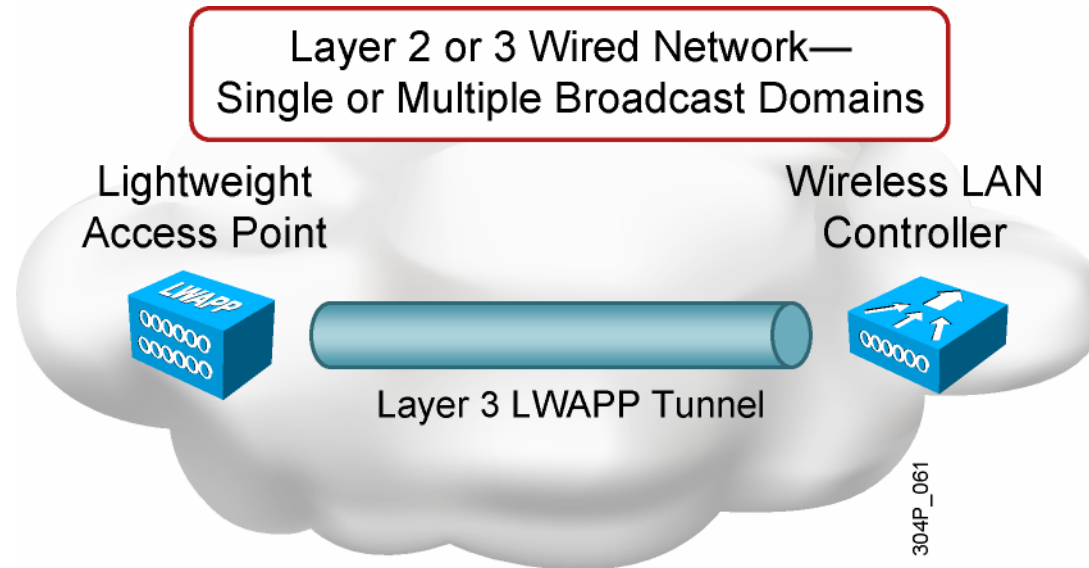 Layer 2 or 3 Wired Network—
Single or Multiple Broadcast Domains
Lightweight
Access Point
Wireless LAN
Controller
LWAPP
Layer 3 LWAPP Tunnel
304P_061